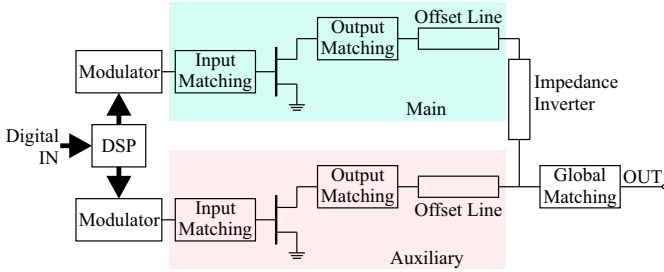 Offset Line
Output
Matching
Modulator
Input
Matching
Impedance
Inverter
Main
Digital
IN
DSP
Output
Matching
Global
Matching
OUT
Modulator
Input
Matching
Offset Line
Auxiliary